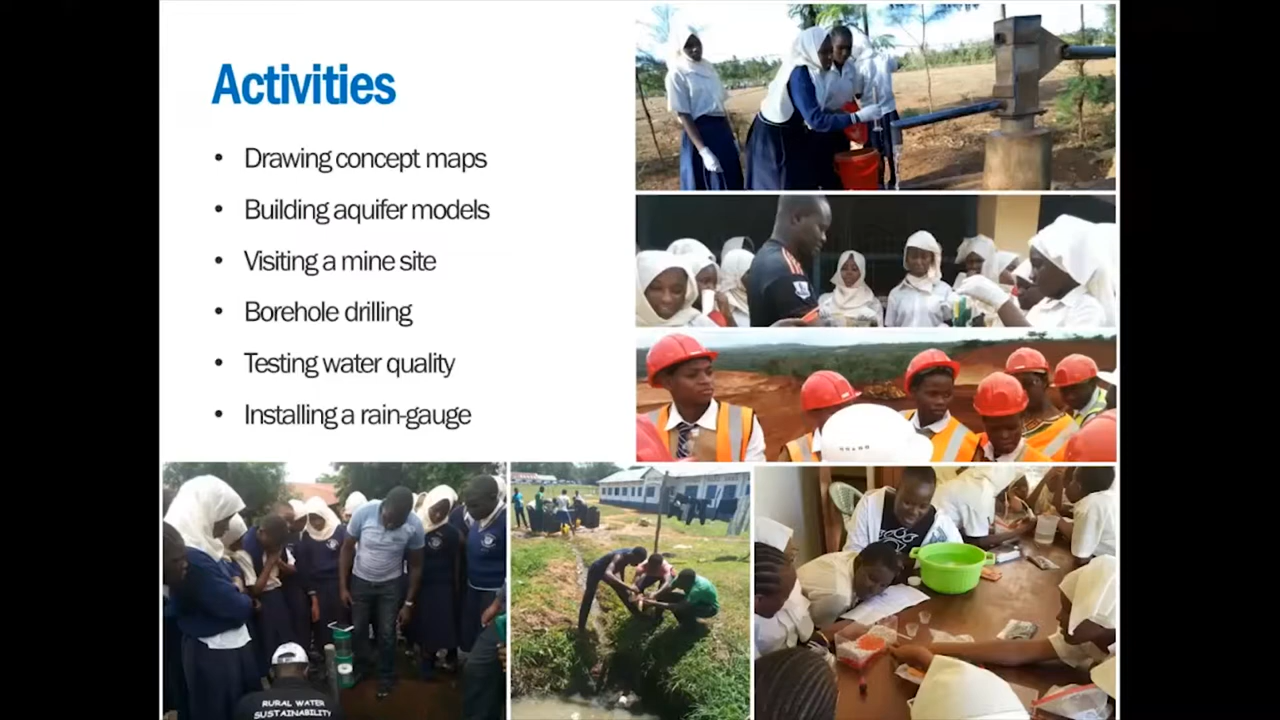 Activities
• Drawing concept maps
• Building aquifer models
• Visiting a mine site
• Borehole drilling
• Testing water quality
• Installing a rain-gauge
RURAL WATER
SUSTAINABILITY